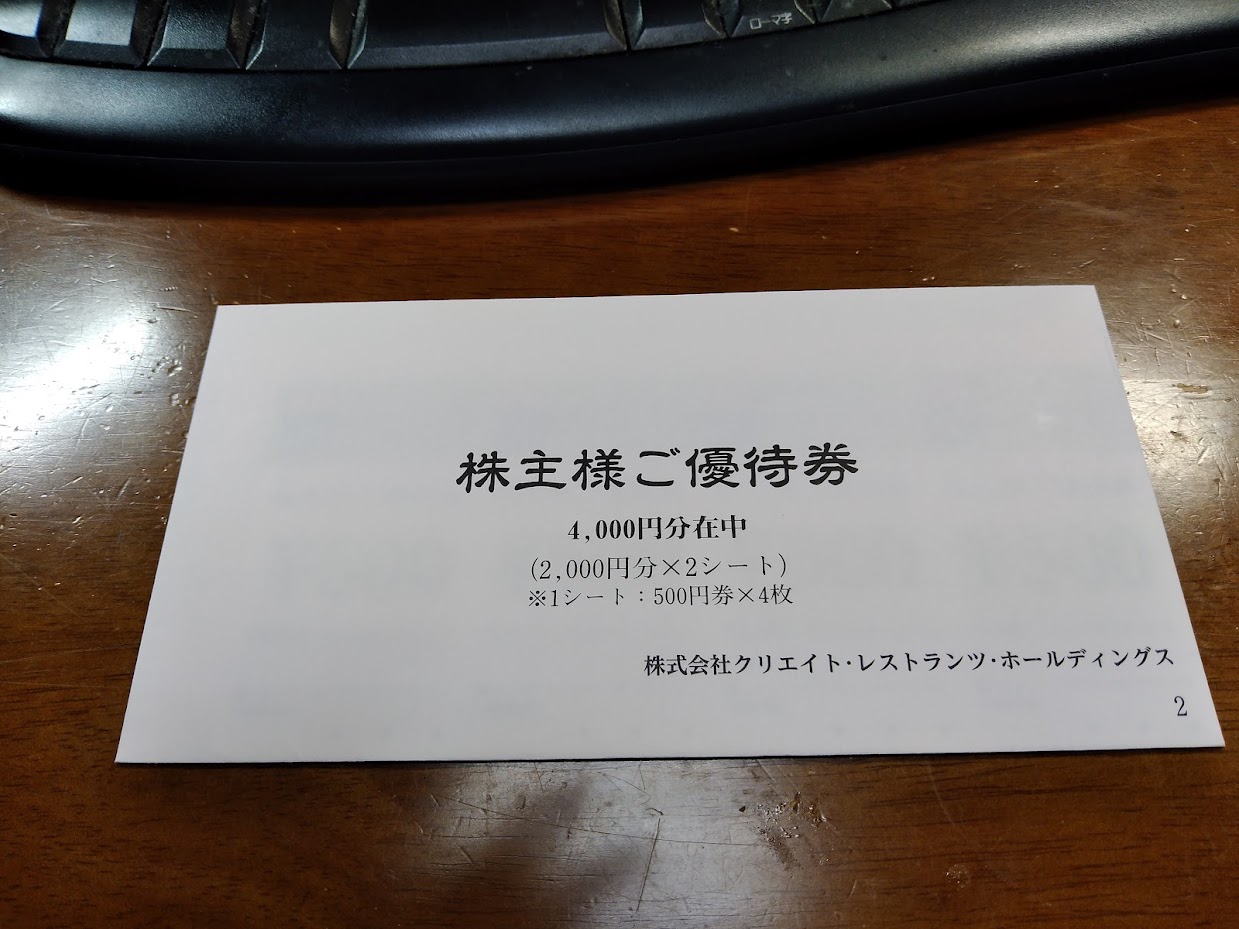 ローマ字
株主様ご優待券
4,000円分在中
(2,000円分×2シート)
※1シート：500円券×4枚
株式会社クリエイト・レストランツ・ホールディングス
2